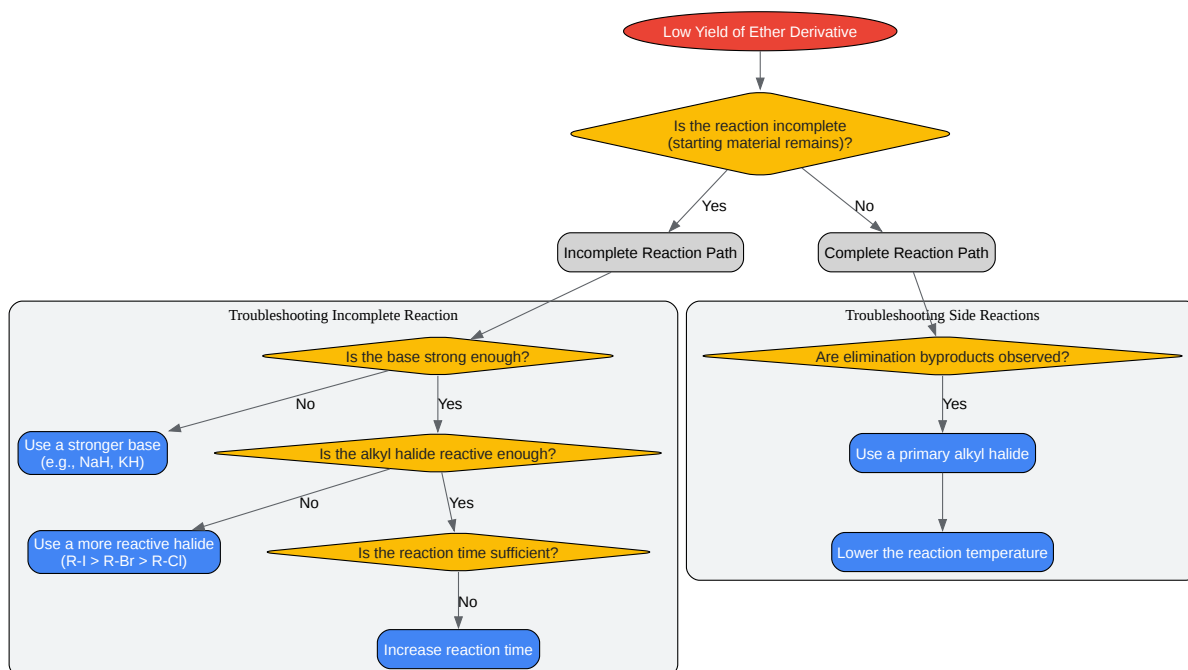 Low Yield of Ether Derivative
Is the reaction incomplete
(starting material remains)?
Yes
No
Incomplete Reaction Path
Complete Reaction Path
Troubleshooting Incomplete Reaction
Is the base strong enough?
No
Yes
Use a stronger base
(e.g., NaH, KH)
Is the alkyl halide reactive enough?
No
Yes
Use a more reactive halide
(R-I > R-Br > R-Cl)
Is the reaction time sufficient?
No
Increase reaction time
Troubleshooting Side Reactions
Are elimination byproducts observed?
Yes
Use a primary alkyl halide
Lower the reaction temperature